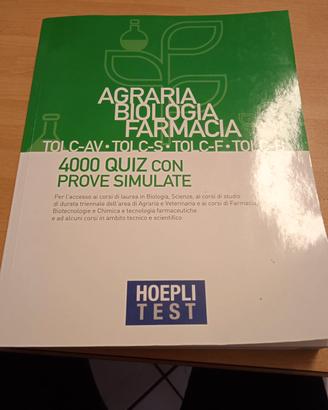 AGRARIA
BIOLOGIA
FARMACIA
TOLC-AV • TOLC-S • TOLC-F •
4000 QUIZ CON
PROVE SIMULATE
Per l'accesso ai corsi di laurea in Biologia, Scienze, ai corsi di studio
di durata triennale dell'area di Agraria e Veterinaria e ai corsi di Farmacia,
Biotecnologie e Chimica e tecnologia farmaceutiche
e ad alcuni corsi in ambito tecnico e scientifico
HOEPLI
TEST